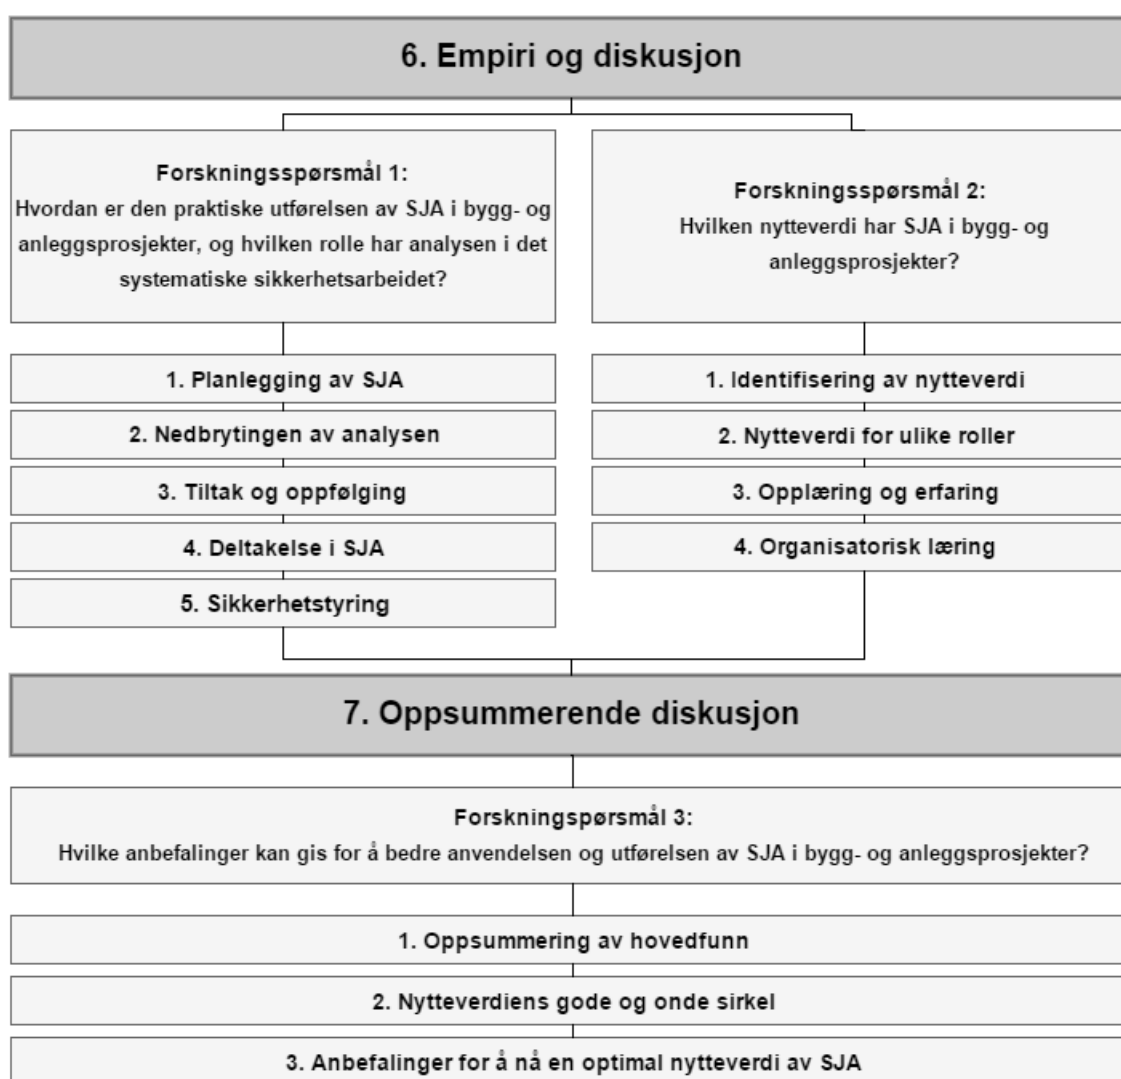 6. Empiri og diskusjon
Forskningsspørsmål 1:
Hvordan er den praktiske utførelsen av SJA i bygg- og
anleggsprosjekter, og hvilken rolle har analysen i det
systematiske sikkerhetsarbeidet?
1. Planlegging av SJA
2. Nedbrytingen av analysen
3. Tiltak og oppfølging
4. Deltakelse i SJA
5. Sikkerhetstyring
Forskningsspørsmål 2:
Hvilken nytteverdi har SJA i bygg- og
anleggsprosjekter?
1. Identifisering av nytteverdi
2. Nytteverdi for ulike roller
3. Opplæring og erfaring
4. Organisatorisk læring
7. Oppsummerende diskusjon
Forskningspørsmål 3:
Hvilke anbefalinger kan gis for å bedre anvendelsen og utførelsen av SJA i bygg- og anleggsprosjekter?
1. Oppsummering av hovedfunn
2. Nytteverdiens gode og onde sirkel
3. Anbefalinger for å nå en optimal nytteverdi av SJA